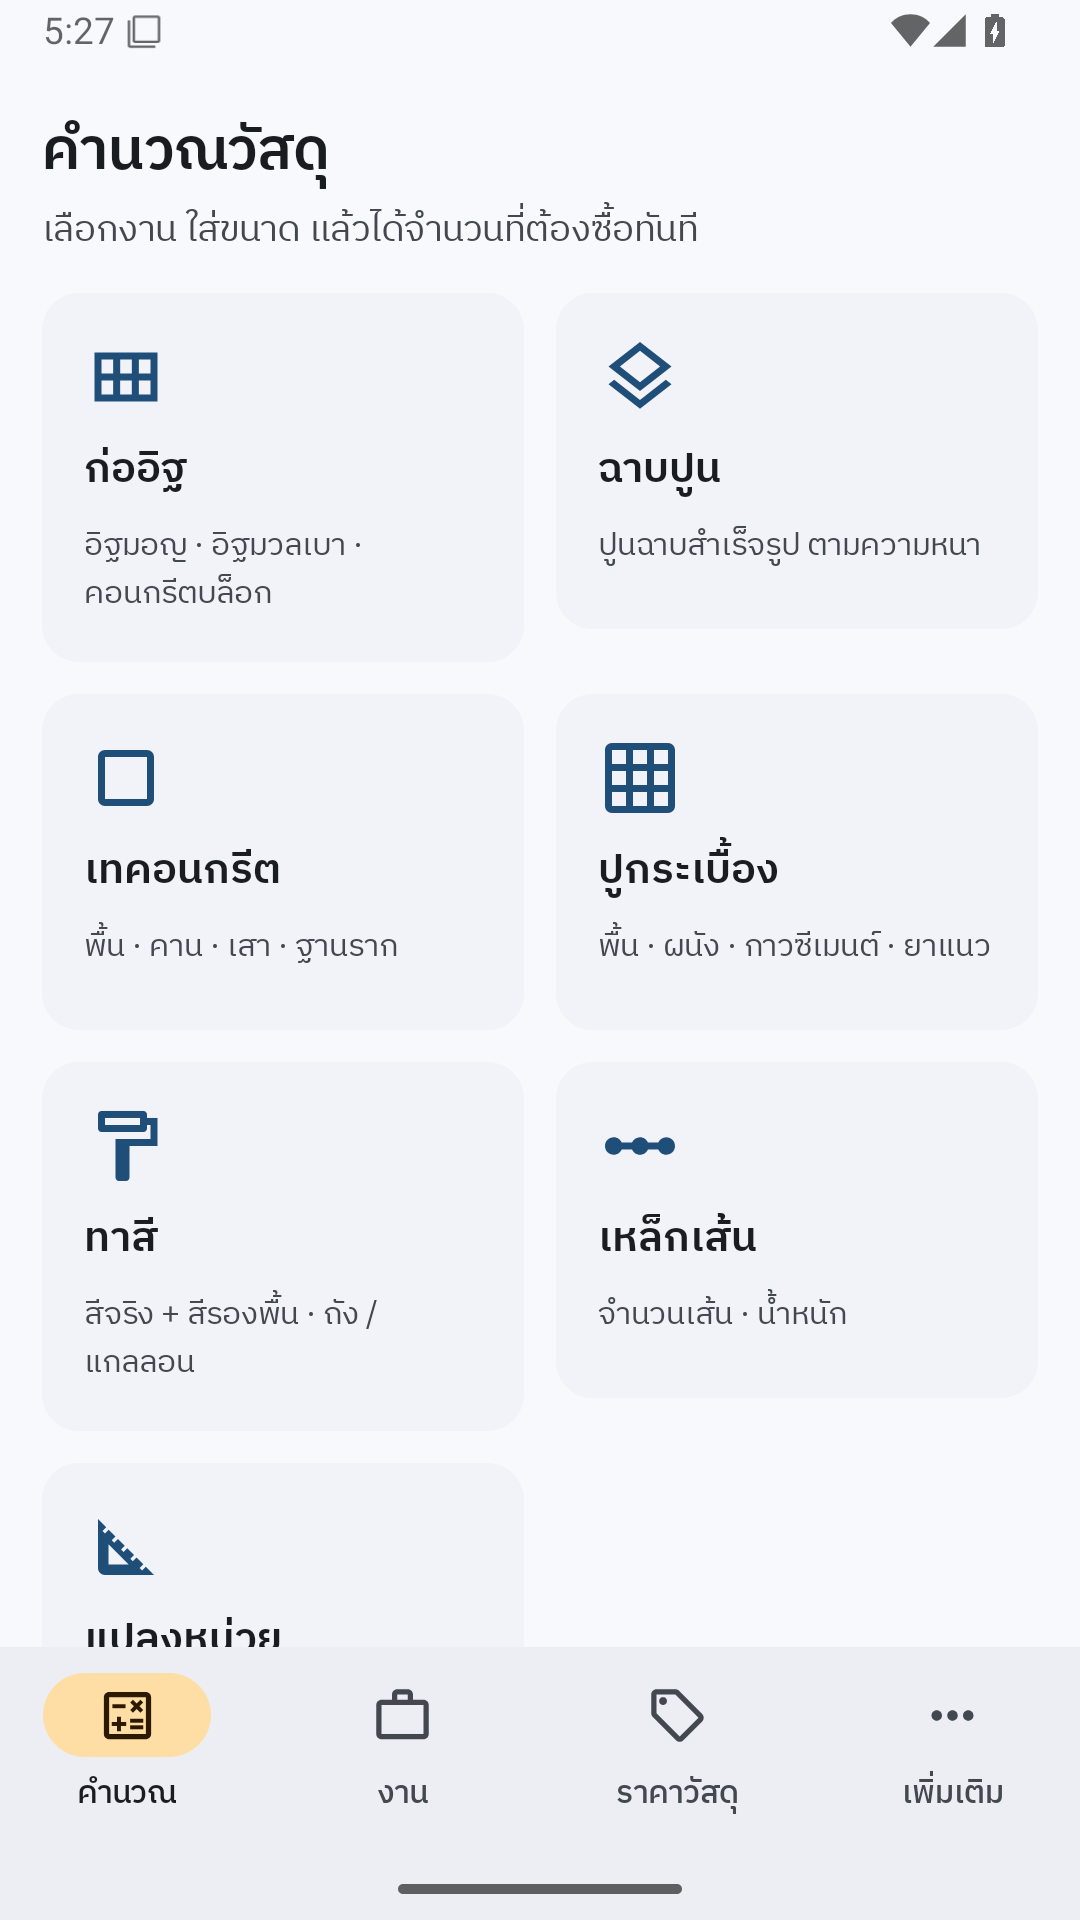 5:27
คำนวณวัสดุ
เลือกงาน ใส่ขนาด แล้วได้จำนวนที่ต้องซื้อทันที
ก่ออิฐ
อิฐมอญ · อิฐมวลเบา ·
คอนกรีตบล็อก
ฉาบปูน
ปูนฉาบสำเร็จรูป ตามความหนา
เทคอนกรีต
พื้น · คาน · เสา · ฐานราก
ปูกระเบื้อง
พื้น · ผนัง · กาวซีเมนต์ · ยาแนว
ทาสี
สีจริง + สีรองพื้น · ถัง /
แกลลอน
เหล็กเส้น
จำนวนเส้น · น้ำหนัก
แปลงหน่วย
คำนวณ
งาน
ราคาวัสดุ
เพิ่มเติม